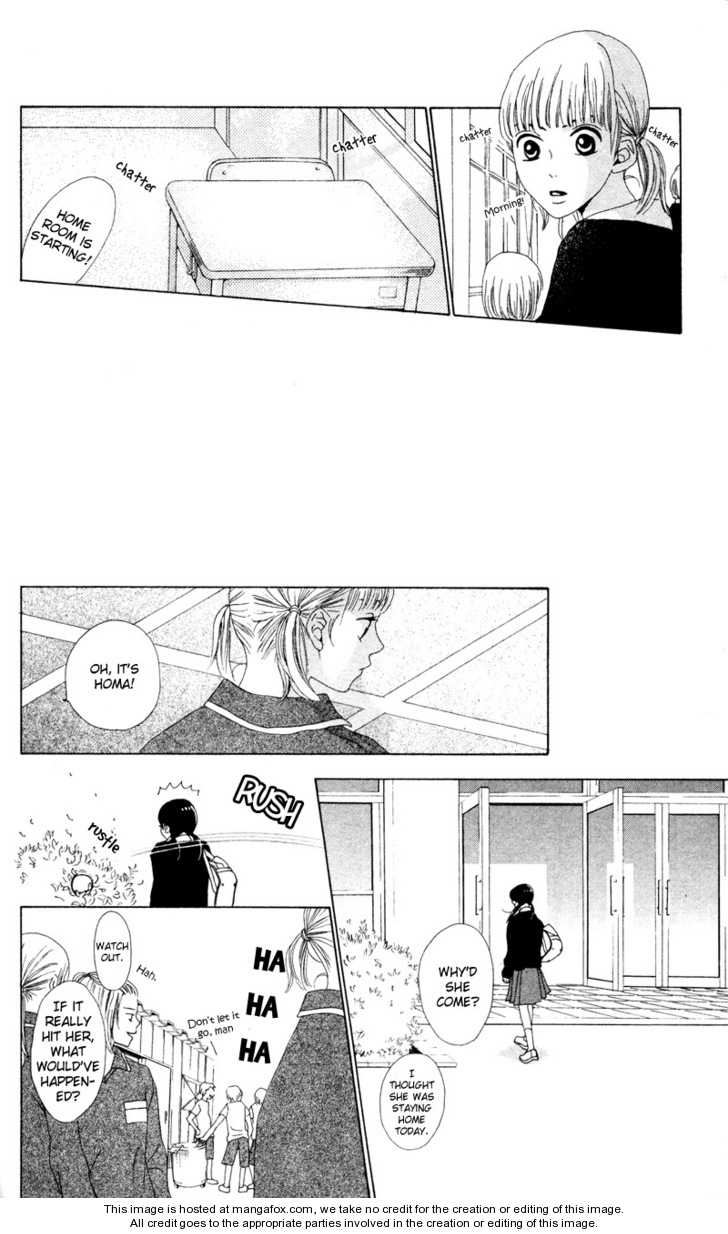 chatter
Morning!
chatter
chatter
chatter
HOME
ROOM IS
STARTING!
OH, IT'S
HOMA!
WHY'D
SHE
COME?
I
THOUGHT
SHE WAS
STAYING
HOME
TODAY.
RUSH
rustle
HA
HA
HA
Don't let it
go, man
Hah.
WATCH
OUT.
IF IT
REALLY
HIT HER,
WHAT
WOULD'VE
HAPPEN-
ED?
This image is hosted at mangafox.com, we take no credit for the creation or editing of this image.
All credit goes to the appropriate parties involved in the creation or editing of this image.